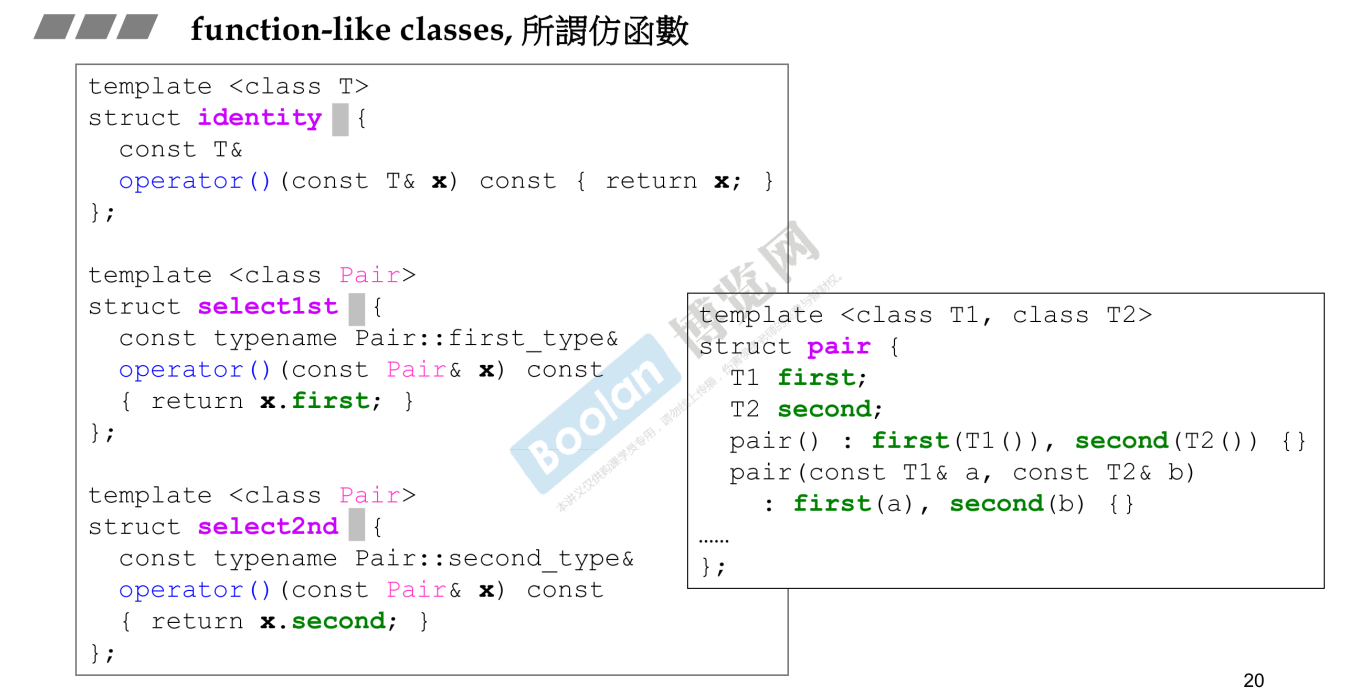 function-like classes, 所謂仿函數
template <class T>
struct identity {
const T&
operator()(const T& x) const { return x; }
};
template <class Pair>
struct select1st {
const typename Pair::first_type&
operator()(const Pair& x) const
{ return x.first; }
};
template <class Pair>
struct select2nd {
const typename Pair::second_type&
operator()(const Pair& x) const
{ return x.second; }
};
template <class T1, class T2>
struct pair {
T1 first;
T2 second;
pair() : first(T1()), second(T2()) {}
pair(const T1& a, const T2& b)
: first(a), second(b) {}
……
};
Boolan 博览网
20